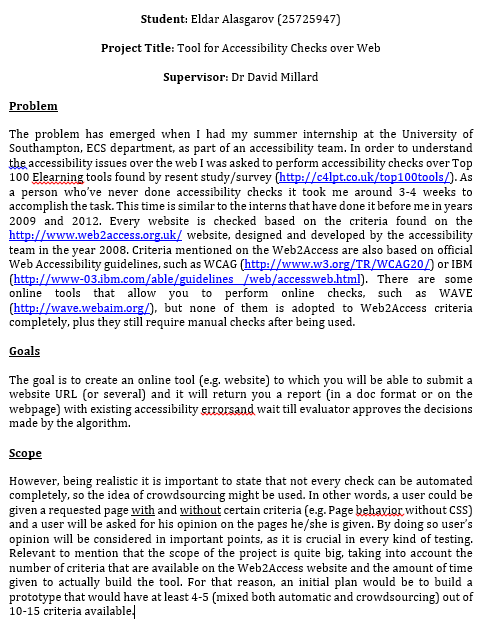 Student: Eldar Alasgarov (25725947)
Project Title: Tool for Accessibility Checks over Web
Supervisor: Dr David Millard
Problem
The problem has emerged when I had my summer internship at the University of
Southampton, ECS department, as part of an accessibility team. In order to understand
the accessibility issues over the web I was asked to perform accessibility checks over Top
100 Elearning tools found by resent study/survey (http://c4lpt.co.uk/top100tools/). As
a person who've never done accessibility checks it took me around 3-4 weeks to
accomplish the task. This time is similar to the interns that have done it before me in years
2009 and 2012. Every website is checked based on the criteria found on the
http://www.web2access.org.uk/ website, designed and developed by the accessibility
team in the year 2008. Criteria mentioned on the Web2Access are also based on official
Web Accessibility guidelines, such as WCAG (http://www.w3.org/TR/WCAG20/) or IBM
(http://www-03.ibm.com/able/guidelines /web/accessweb.html). There are some
online tools that allow you to perform online checks, such as WAVE
(http://wave.webaim.org/), but none of them is adopted to Web2Access criteria
completely, plus they still require manual checks after being used.
Goals
The goal is to create an online tool (e.g. website) to which you will be able to submit a
website URL (or several) and it will return you a report (in a doc format or on the
webpage) with existing accessibility errorsand wait till evaluator approves the decisions
made by the algorithm.
Scope
However, being realistic it is important to state that not every check can be automated
completely, so the idea of crowdsourcing might be used. In other words, a user could be
given a requested page with and without certain criteria (e.g. Page behavior without CSS)
and a user will be asked for his opinion on the pages he/she is given. By doing so user's
opinion will be considered in important points, as it is crucial in every kind of testing.
Relevant to mention that the scope of the project is quite big, taking into account the
number of criteria that are available on the Web2Access website and the amount of time
given to actually build the tool. For that reason, an initial plan would be to build a
prototype that would have at least 4-5 (mixed both automatic and crowdsourcing) out of
10-15 criteria available.